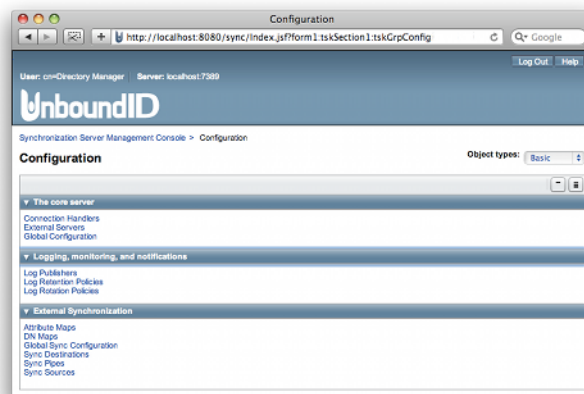 Configuration
http://localhost:8080/sync/Index.jsf?form1:tskSection1:tskGrpConfig
Google
Log Out Help
User: cn=Directory Manager Server: localhost:7389
UnboundID
Synchronization Server Management Console > Configuration
Configuration
Object types: Basic
The core server
Connection Handlers
External Servers
Global Configuration
Logging, monitoring, and notifications
Log Publishers
Log Retention Policies
Log Rotation Policies
External Synchronization
Attribute Maps
DN Maps
Global Sync Configuration
Sync Destinations
Sync Pipes
Sync Sources